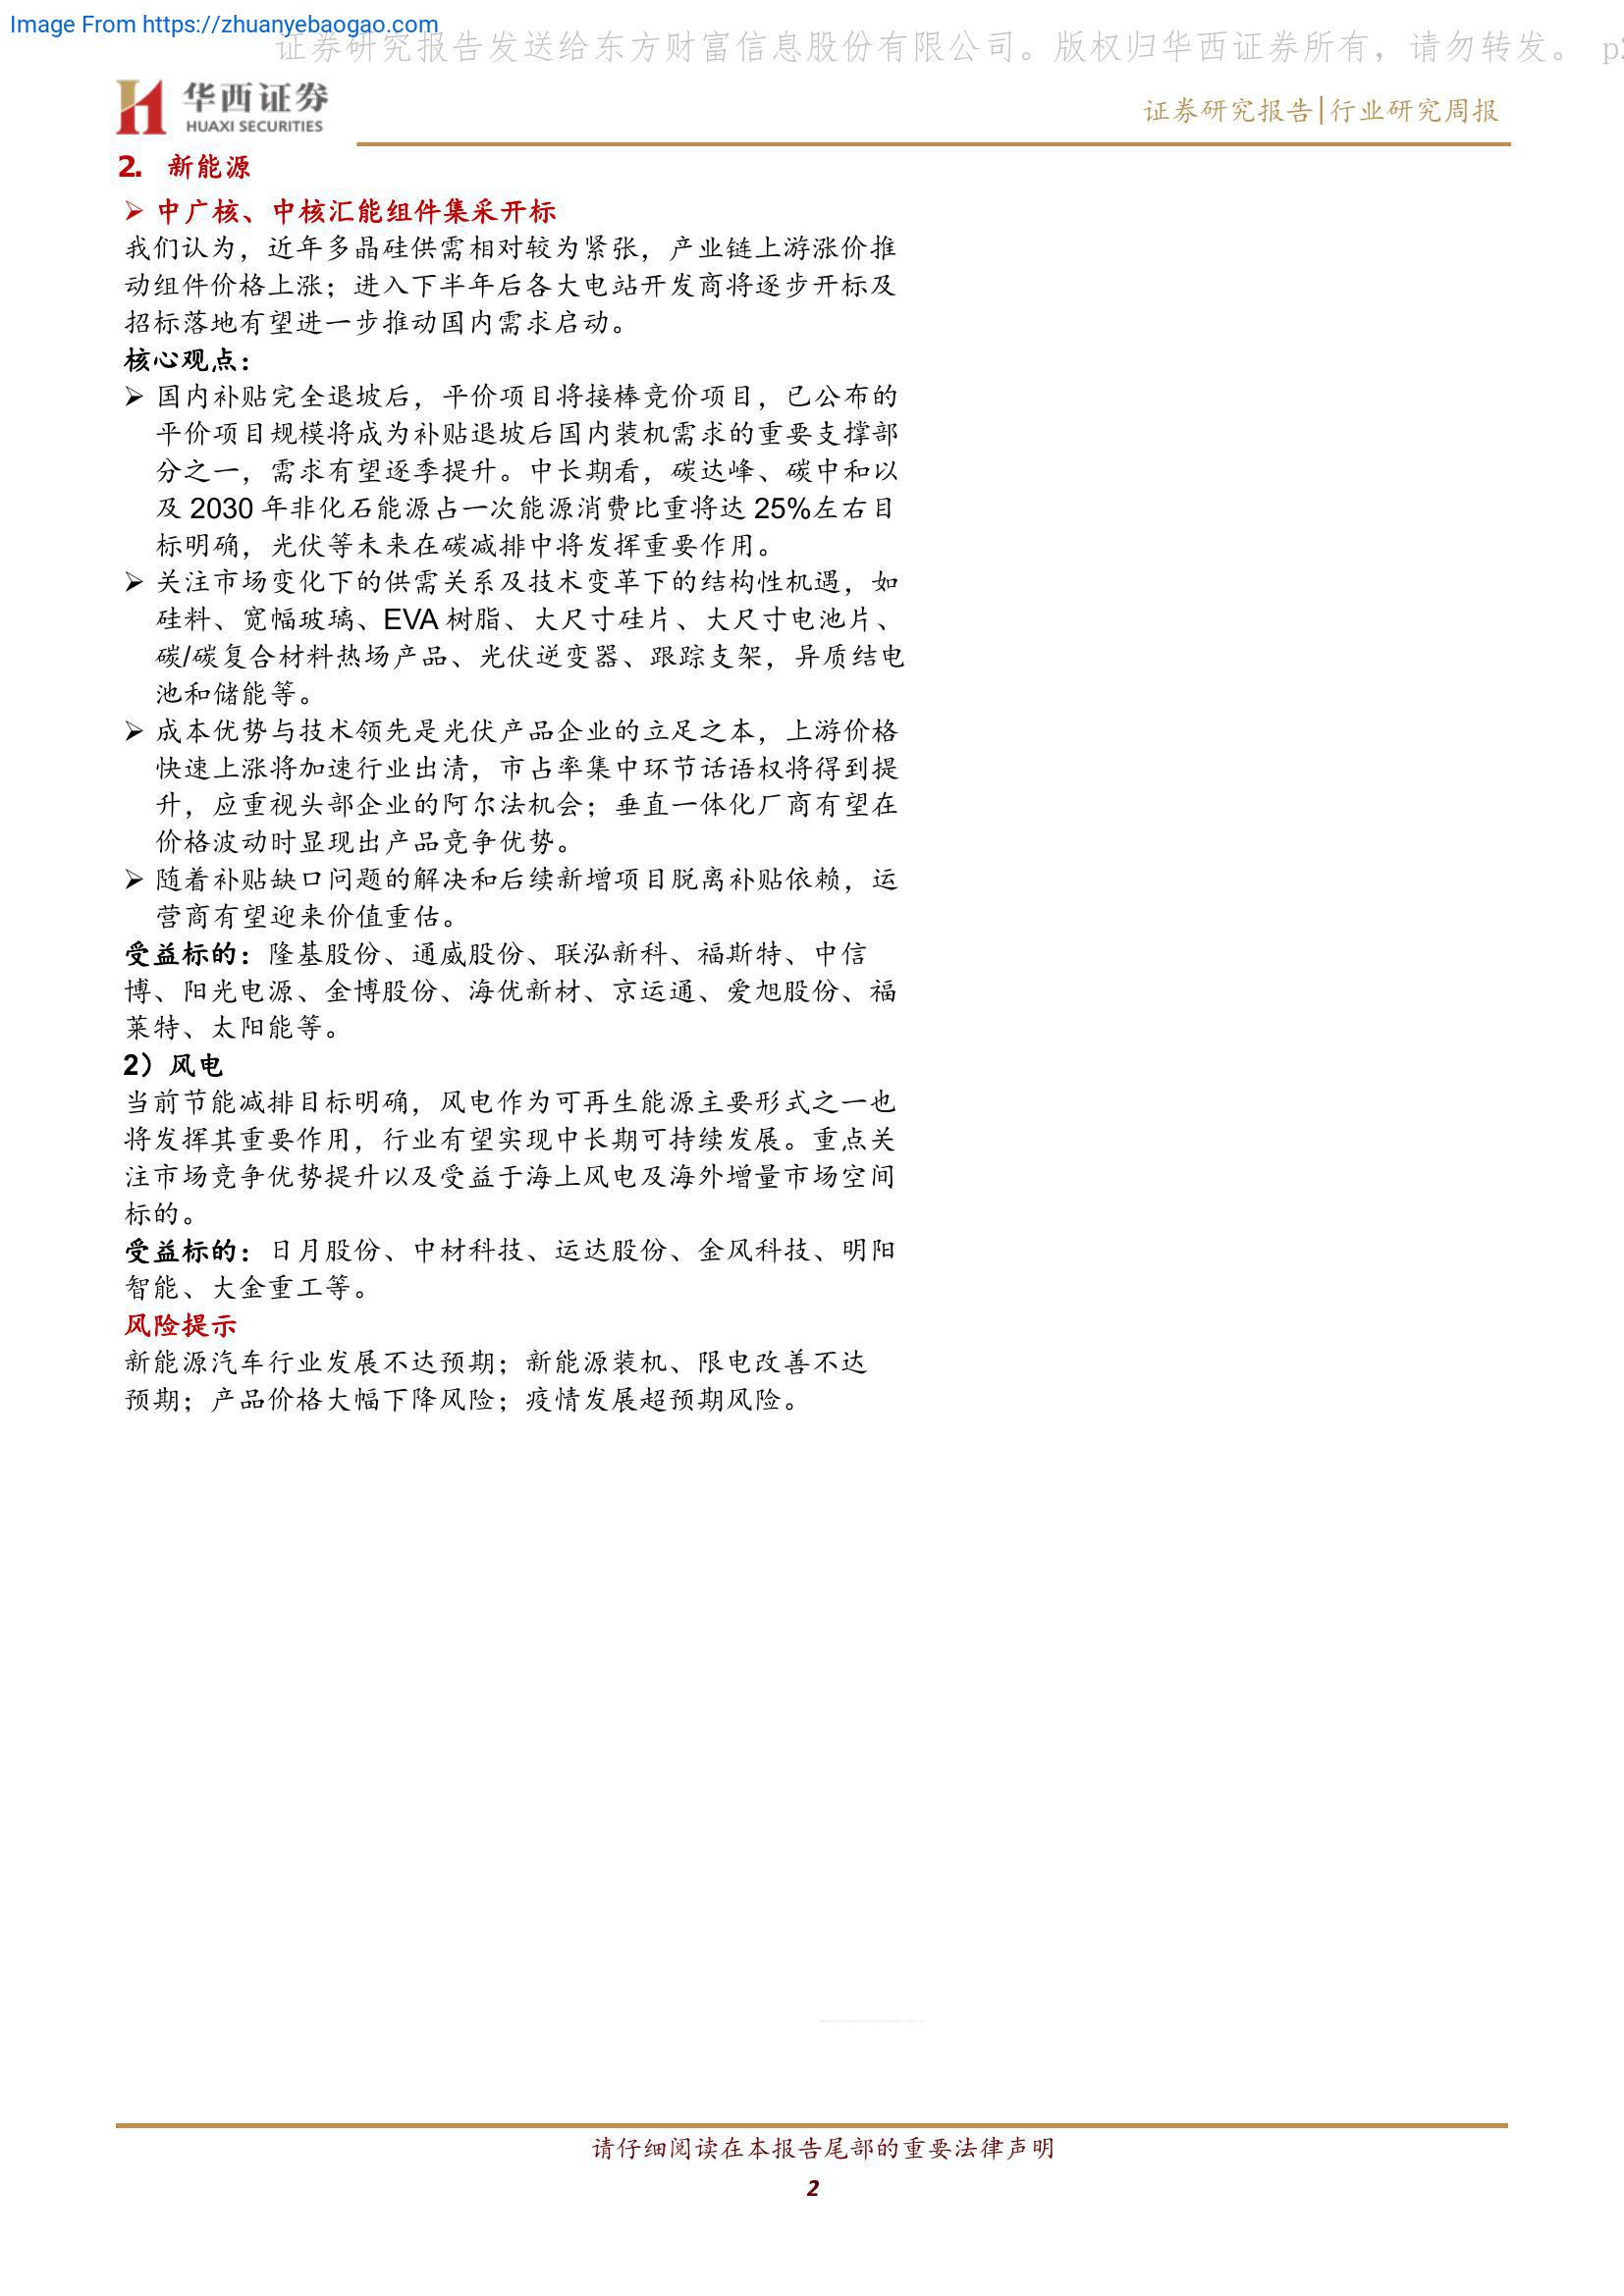 Image From https://zhuanyebaogao.com
证券研究报告发送给东方财富信息股份有限公司。版权归华西证券所有，请勿转发。 p2
华西证券
HUAXI SECURITIES
证券研究报告|行业研究周报
2. 新能源
➢ 中广核、中核汇能组件集采开标
我们认为，近年多晶硅供需相对较为紧张，产业链上游涨价推
动组件价格上涨；进入下半年后各大电站开发商将逐步开标及
招标落地有望进一步推动国内需求启动。
核心观点：
➢ 国内补贴完全退坡后，平价项目将接棒竞价项目，已公布的
平价项目规模将成为补贴退坡后国内装机需求的重要支撑部
分之一，需求有望逐季提升。中长期看，碳达峰、碳中和以
及 2030 年非化石能源占一次能源消费比重将达 25%左右目
标明确，光伏等未来在碳减排中将发挥重要作用。
➢ 关注市场变化下的供需关系及技术变革下的结构性机遇，如
硅料、宽幅玻璃、EVA 树脂、大尺寸硅片、大尺寸电池片、
碳/碳复合材料热场产品、光伏逆变器、跟踪支架，异质结电
池和储能等。
➢ 成本优势与技术领先是光伏产品企业的立足之本，上游价格
快速上涨将加速行业出清，市占率集中环节话语权将得到提
升，应重视头部企业的阿尔法机会；垂直一体化厂商有望在
价格波动时显现出产品竞争优势。
➢ 随着补贴缺口问题的解决和后续新增项目脱离补贴依赖，运
营商有望迎来价值重估。
受益标的：隆基股份、通威股份、联泓新科、福斯特、中信
博、阳光电源、金博股份、海优新材、京运通、爱旭股份、福
莱特、太阳能等。
2）风电
当前节能减排目标明确，风电作为可再生能源主要形式之一也
将发挥其重要作用，行业有望实现中长期可持续发展。重点关
注市场竞争优势提升以及受益于海上风电及海外增量市场空间
标的。
受益标的：日月股份、中材科技、运达股份、金风科技、明阳
智能、大金重工等。
风险提示
新能源汽车行业发展不达预期；新能源装机、限电改善不达
预期；产品价格大幅下降风险；疫情发展超预期风险。
请仔细阅读在本报告尾部的重要法律声明
2